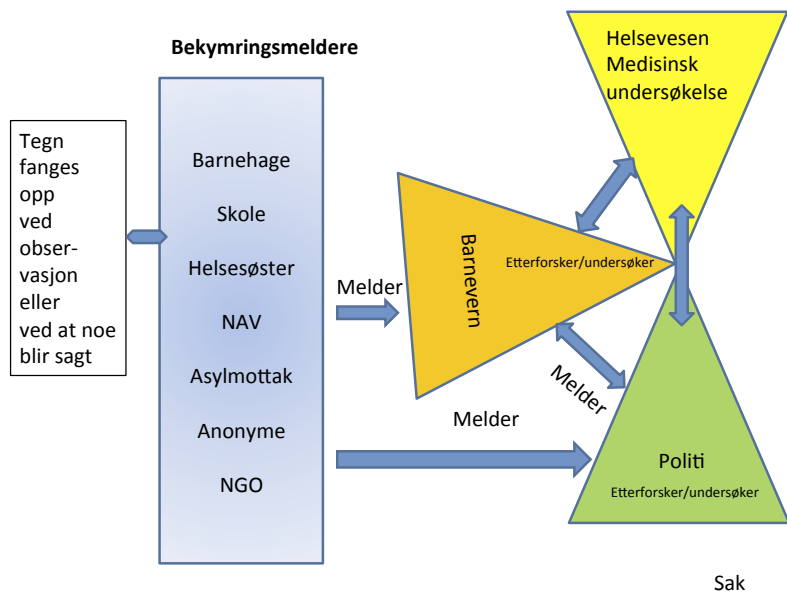 Bekymringsmeldere
Tegn
fanges
opp
ved
obser-
vasjon
eller
ved at noe
blir sagt
Barnehage
Skole
Helsesøster
NAV
Asylmottak
Anonyme
NGO
Melder
Melder
Barnevern
Etterforsker/undersøker
Melder
Helsevesen
Medisinsk
undersøkelse
Politi
Etterforsker/undersøker
Sak